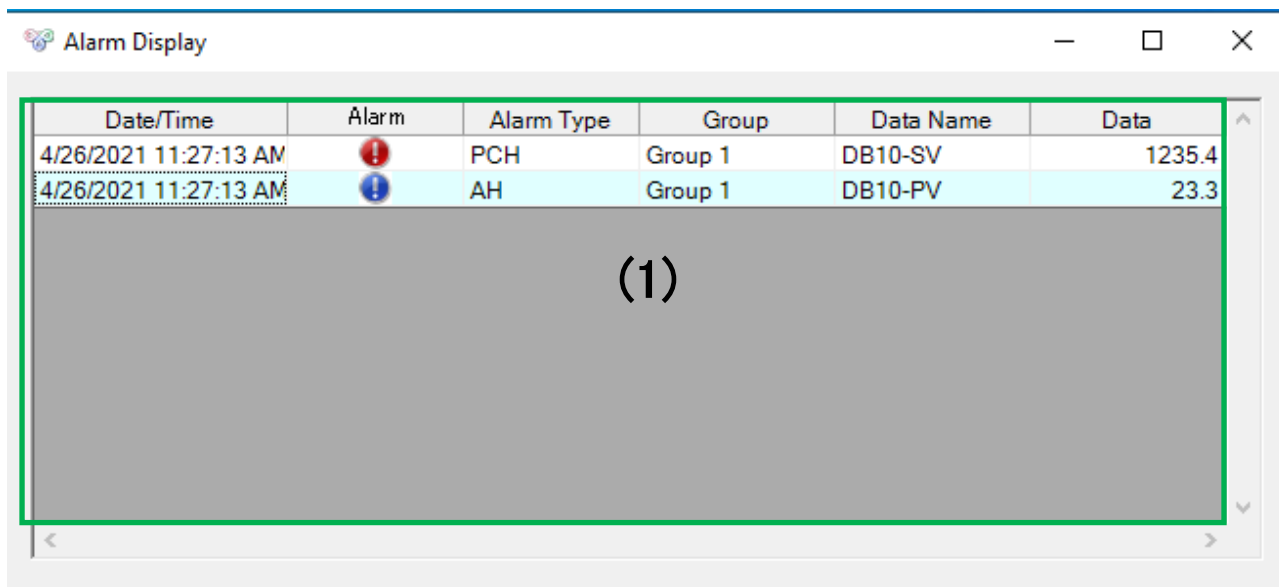 Alarm Display
Date/Time Alarm Alarm Type Group Data Name Data
4/26/2021 11:27:13 AM PCH Group 1 DB10-SV 1235.4
4/26/2021 11:27:13 AM AH Group 1 DB10-PV 23.3
(1)